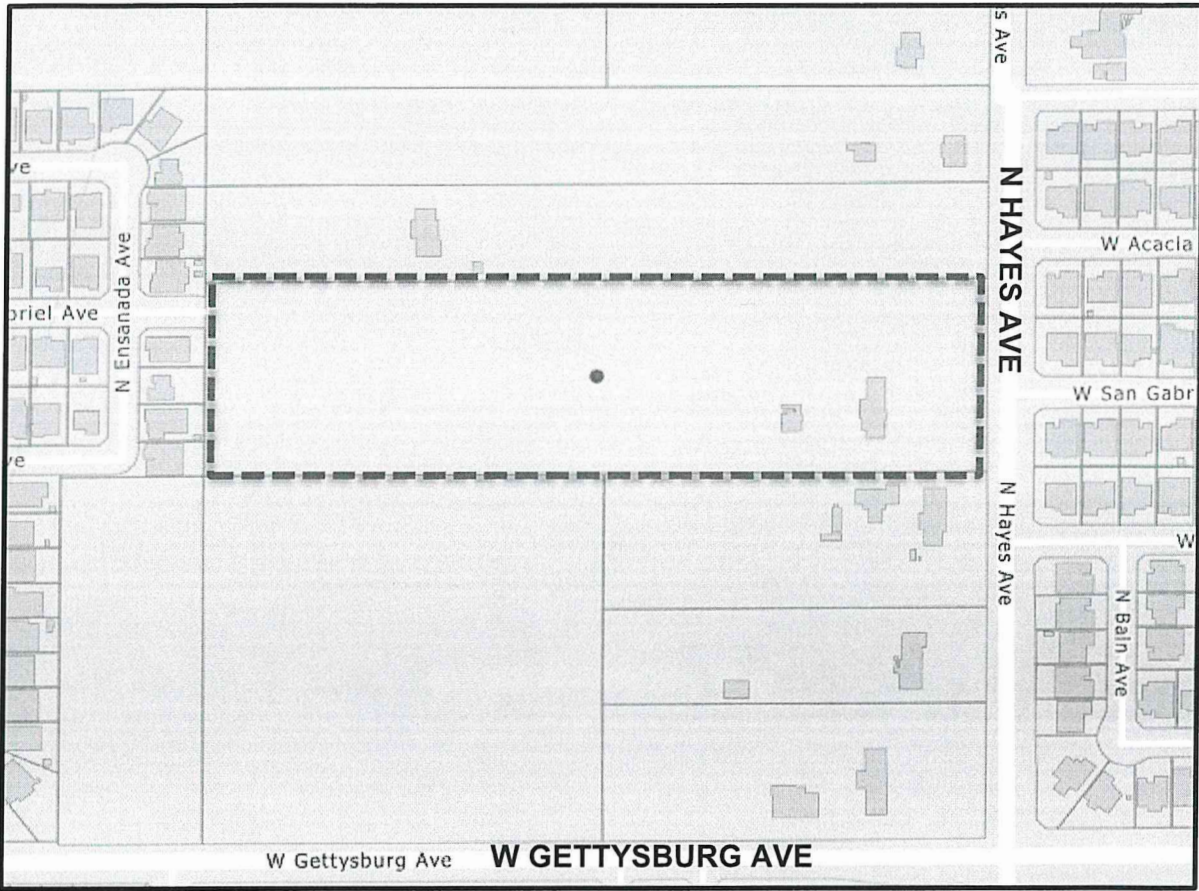 s Ave
N HAYES AVE
ve
W Acacia
N Ensanada Ave
briel Ave
W San Gabr
ve
N Hayes Ave
W
N Bain Ave
W Gettysburg Ave
W GETTYSBURG AVE